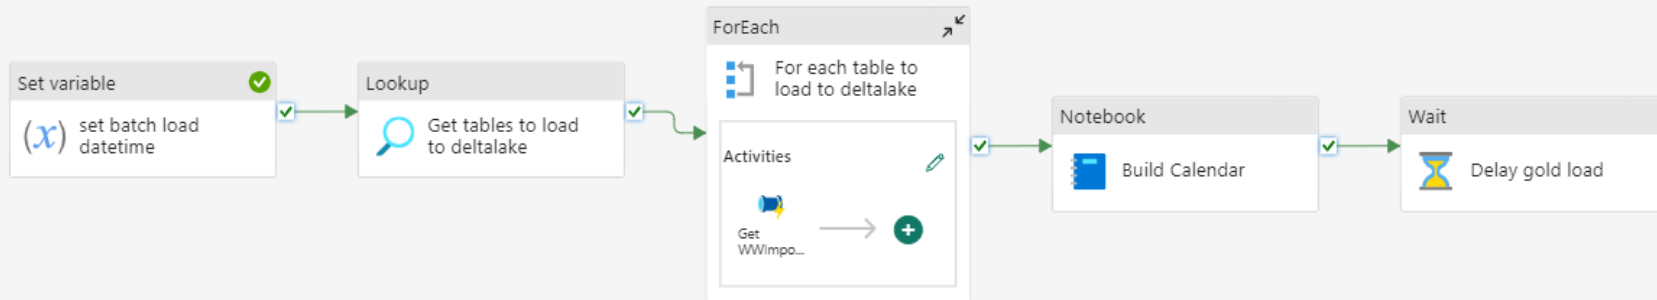 Set variable
(x)
set batch load
datetime
Lookup
Get tables to load
to deltalake
ForEach
For each table to
load to deltalake
Activities
Get
WWImpo...
Notebook
Build Calendar
Wait
Delay gold load